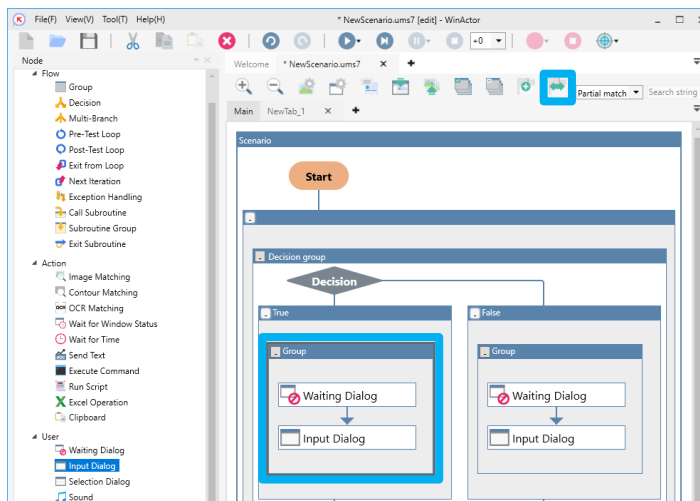 File(F) View(V) Tool(T) Help(H)
* NewScenario.ums7 [edit] - WinActor
+0
Node
Welcome * NewScenario.ums7
Partial match Search string
Main NewTab_1
Flow
Group
Decision
Multi-Branch
Pre-Test Loop
Post-Test Loop
Exit from Loop
Next Iteration
Exception Handling
Call Subroutine
Subroutine Group
Exit Subroutine
Action
Image Matching
Contour Matching
OCR Matching
Wait for Window Status
Wait for Time
Send Text
Execute Command
Run Script
Excel Operation
Clipboard
User
Waiting Dialog
Input Dialog
Selection Dialog
Sound
Scenario
Start
Decision group
Decision
True
False
Group
Group
Waiting Dialog
Waiting Dialog
Input Dialog
Input Dialog